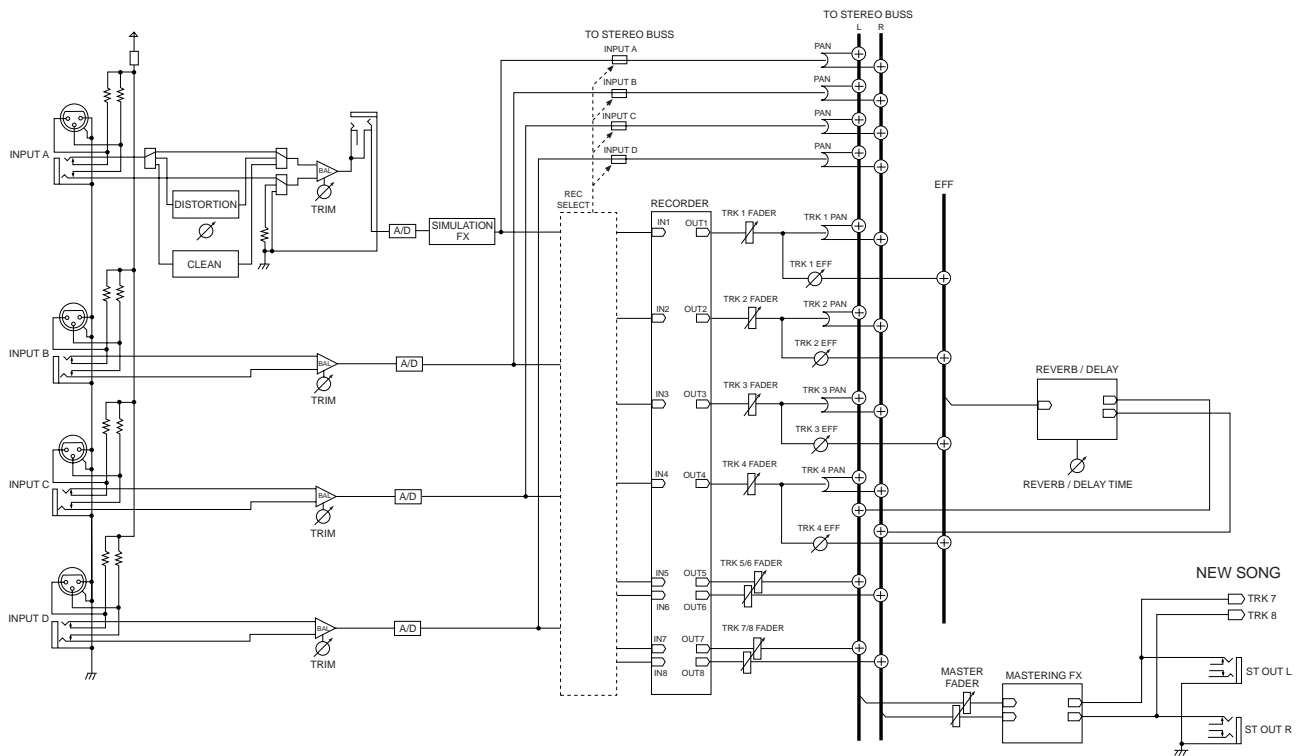 TO STEREO BUSS
L R
TO STEREO BUSS
INPUT A
PAN
INPUT B
PAN
INPUT C
PAN
INPUT D
PAN
INPUT A
DISTORTION
CLEAN
BAL
TRIM
A/D
SIMULATION
FX
REC
SELECT
RECORDER
EFF
IN1 OUT1
TRK 1 FADER
TRK 1 PAN
TRK 1 EFF
IN2 OUT2
TRK 2 FADER
TRK 2 PAN
TRK 2 EFF
INPUT B
BAL
TRIM
A/D
IN3 OUT3
TRK 3 FADER
TRK 3 PAN
TRK 3 EFF
REVERB / DELAY
REVERB / DELAY TIME
INPUT C
BAL
TRIM
A/D
IN4 OUT4
TRK 4 FADER
TRK 4 PAN
TRK 4 EFF
IN5 OUT5
TRK 5/6 FADER
IN6 OUT6
INPUT D
BAL
TRIM
A/D
IN7 OUT7
TRK 7/8 FADER
IN8 OUT8
NEW SONG
TRK 7
TRK 8
MASTER
FADER
MASTERING FX
ST OUT L
ST OUT R